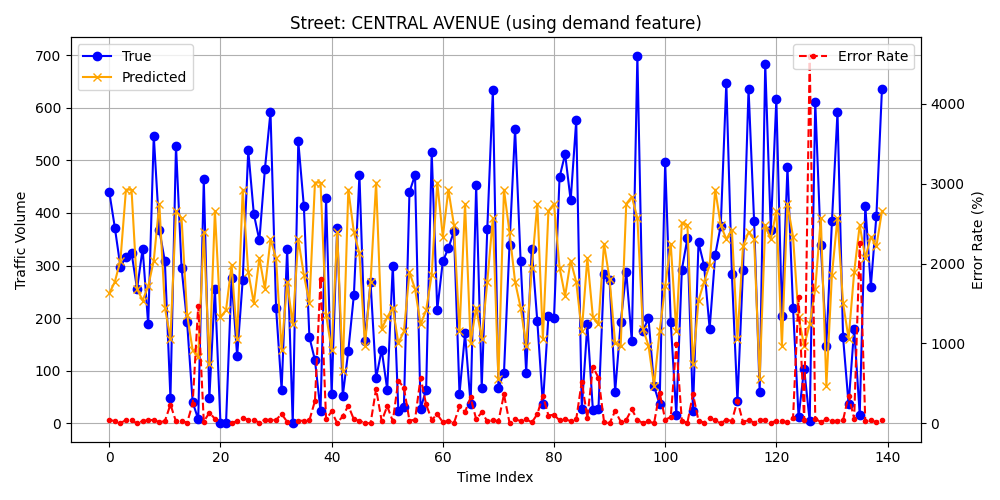 Street: CENTRAL AVENUE (using demand feature)
True
Predicted
Error Rate
700
600
500
400
300
200
100
0
Traffic Volume
4000
3000
2000
1000
0
Error Rate (%)
0 20 40 60 80 100 120 140
Time Index